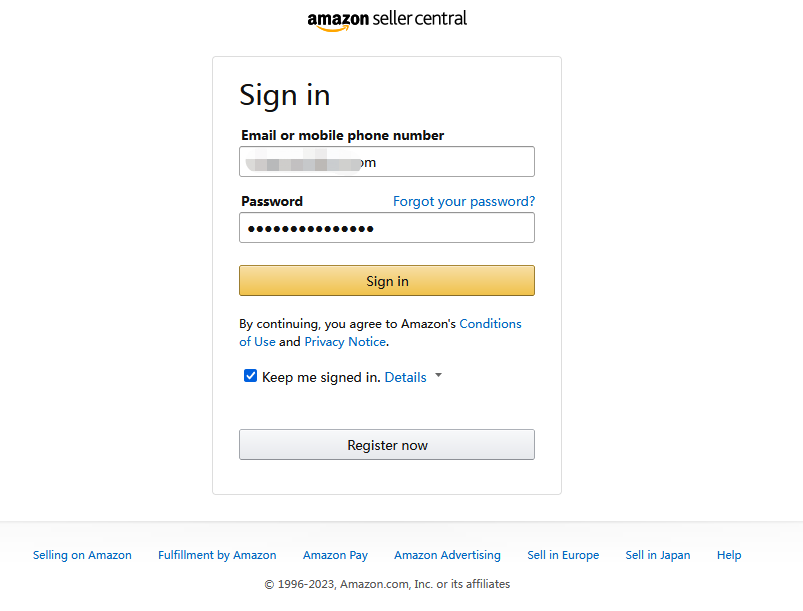 amazon seller central
Sign in
Email or mobile phone number
om
Password Forgot your password?
•••••••••••••••
Sign in
By continuing, you agree to Amazon's Conditions
of Use and Privacy Notice.
Keep me signed in. Details
Register now
Selling on Amazon Fulfillment by Amazon Amazon Pay Amazon Advertising Sell in Europe Sell in Japan Help
© 1996-2023, Amazon.com, Inc. or its affiliates